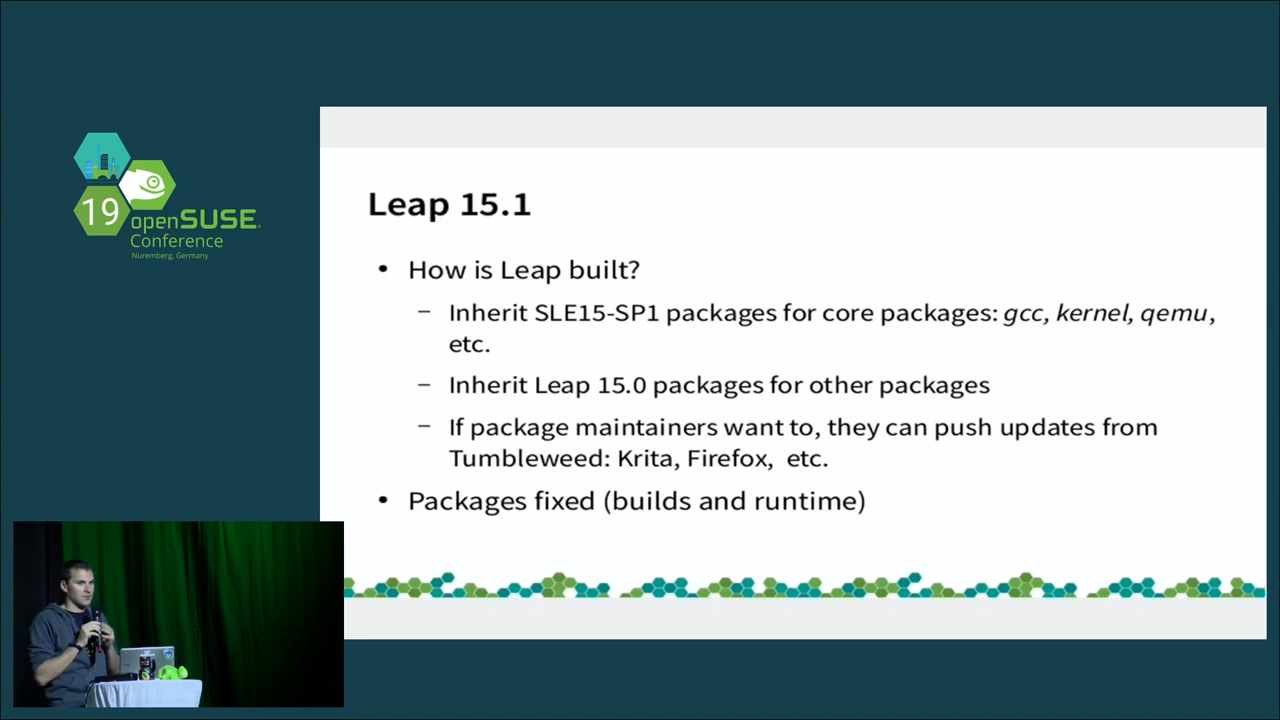 19
openSUSE
Conference
Nuremberg, Germany
Leap 15.1
• How is Leap built?
– Inherit SLE15-SP1 packages for core packages: gcc, kernel, qemu,
etc.
– Inherit Leap 15.0 packages for other packages
– If package maintainers want to, they can push updates from
Tumbleweed: Krita, Firefox, etc.
• Packages fixed (builds and runtime)